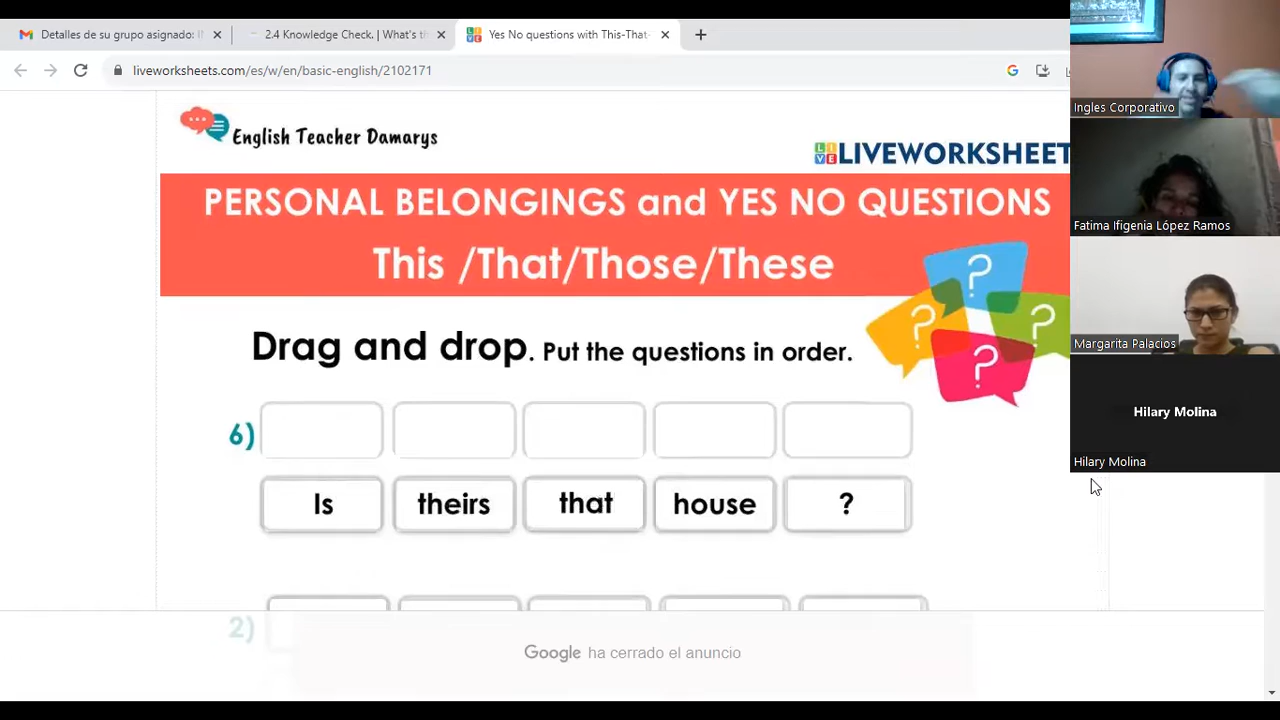 Detalles de su grupo asignado: I
2.4 Knowledge Check: What's t
Yes No questions with This-That-
liveworksheets.com/es/w/en/basic-english/2102171
English Teacher Damarys
LIVEWORKSHEET
PERSONAL BELONGINGS and YES NO QUESTIONS
This /That/Those/These
Drag and drop. Put the questions in order.
6)
Is theirs that house ?
2)
Google ha cerrado el anuncio
Ingles Corporativo
Fatima Ifigenia López Ramos
Margarita Palacios
Hilary Molina
Hilary Molina